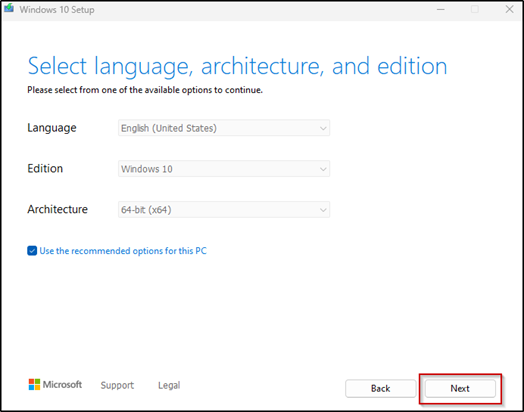 Windows 10 Setup
Select language, architecture, and edition
Please select from one of the available options to continue.
Language English (United States)
Edition Windows 10
Architecture 64-bit (x64)
Use the recommended options for this PC
Microsoft Support Legal Back Next